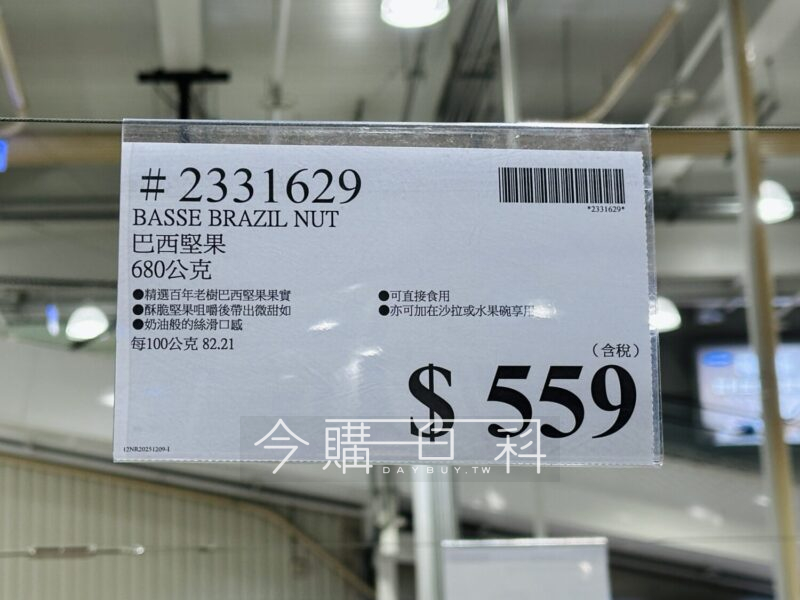 # 2331629
*2331629*
BASSE BRAZIL NUT
巴西堅果
680公克
●精選百年老樹巴西堅果果實
●酥脆堅果咀嚼後帶出微甜如
●奶油般的絲滑口感
●可直接食用
●亦可加在沙拉或水果碗享用
每100公克 82.21
(含稅)
$ 559
12NR20251209-1
今購百科
DAYBUY.TW